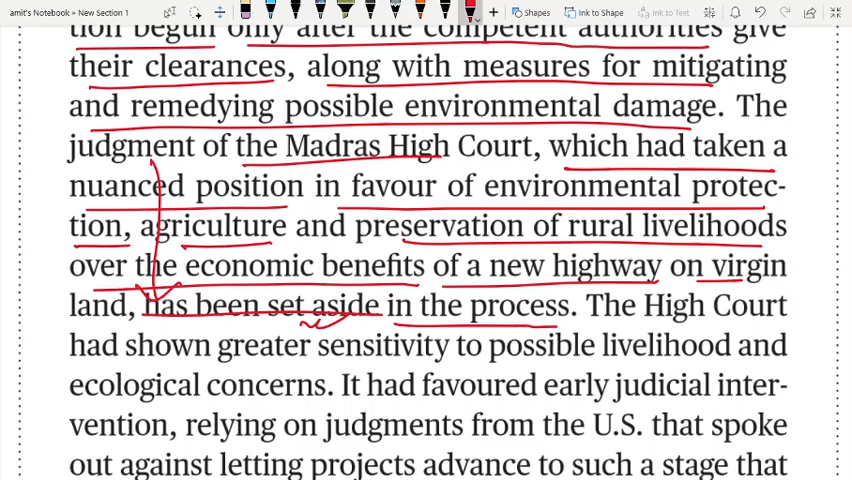 amit's Notebook » New Section 1
Shapes
Ink to Shape
Ink to Text
tion begun only after the competent authorities give
their clearances, along with measures for mitigating
and remedying possible environmental damage. The
judgment of the Madras High Court, which had taken a
nuanced position in favour of environmental protec-
tion, agriculture and preservation of rural livelihoods
over the economic benefits of a new highway on virgin
land, has been set aside in the process. The High Court
had shown greater sensitivity to possible livelihood and
ecological concerns. It had favoured early judicial inter-
vention, relying on judgments from the U.S. that spoke
out against letting projects advance to such a stage that